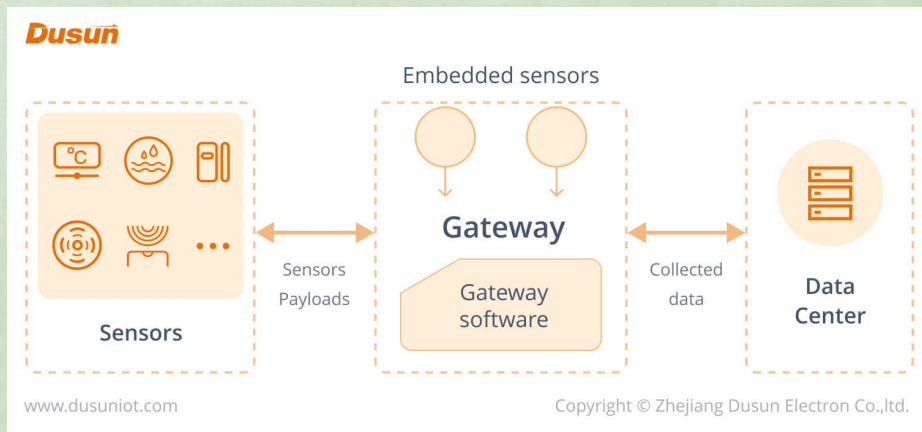 Dusun
Embedded sensors
°C
Sensors
Sensors
Payloads
Gateway
Gateway
software
Collected
data
Data
Center
www.dusuniot.com
Copyright © Zhejiang Dusun Electron Co.,ltd.